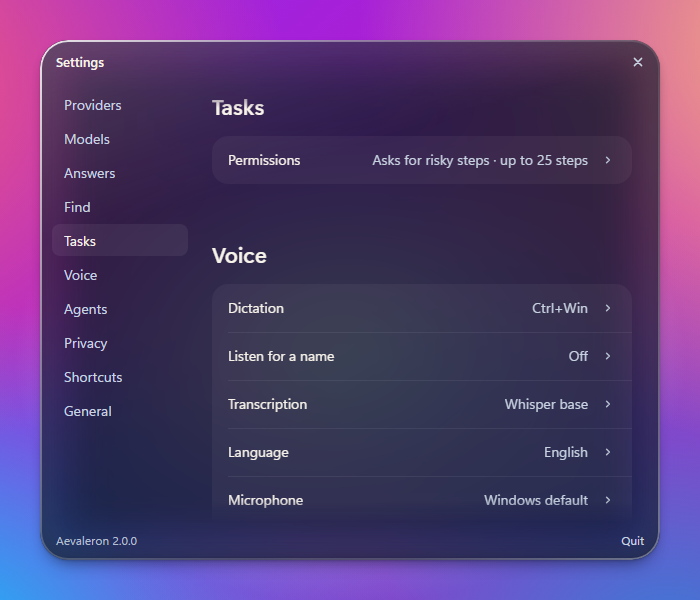 Settings
Providers
Models
Answers
Find
Tasks
Voice
Agents
Privacy
Shortcuts
General
Tasks
Permissions Asks for risky steps · up to 25 steps
Voice
Dictation Ctrl+Win
Listen for a name Off
Transcription Whisper base
Language English
Microphone Windows default
Aevaleron 2.0.0
Quit